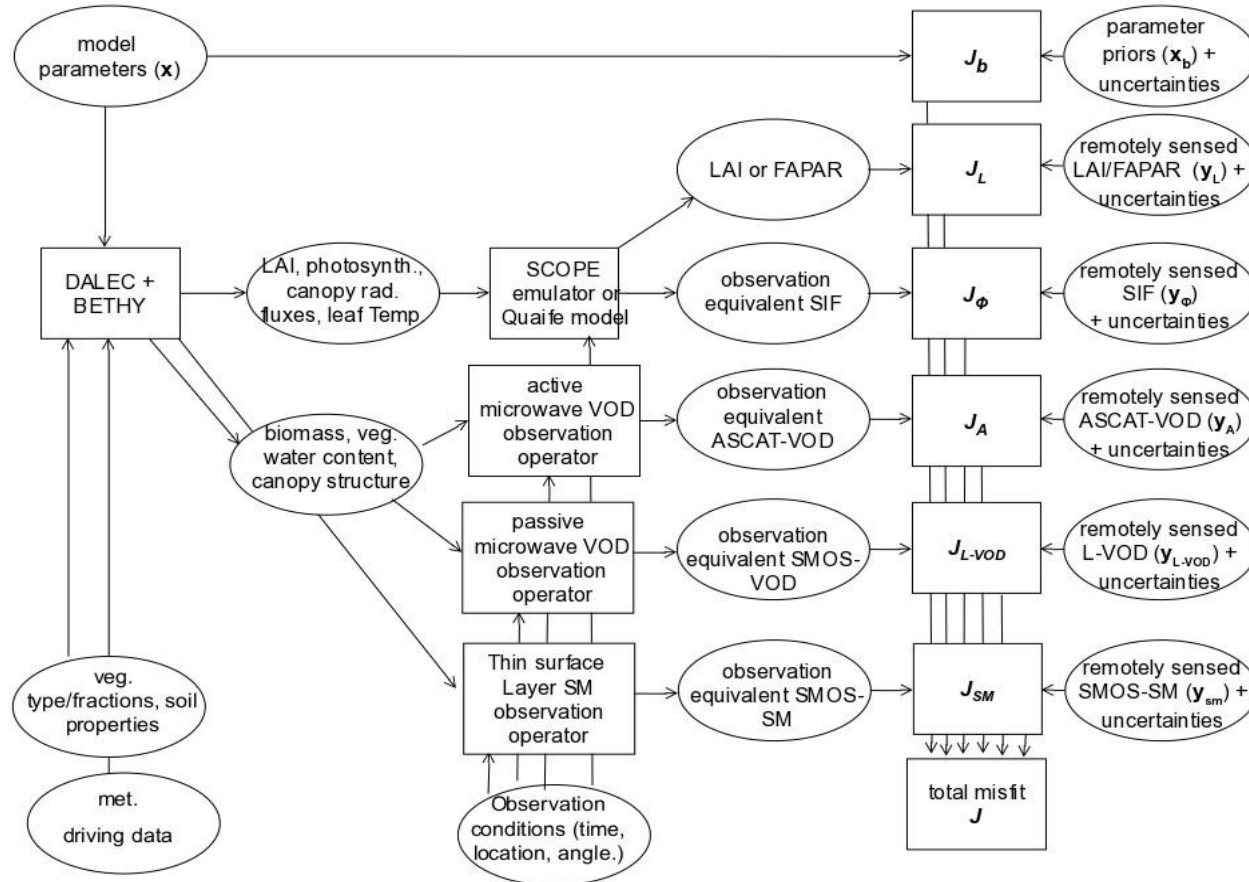 model
parameters (x)
J_b
parameter
priors (x_b) +
uncertainties
LAI or FAPAR
J_L
remotely sensed
LAI/FAPAR (y_L) +
uncertainties
DALEC +
BETHY
LAI, photosynth.,
canopy rad.
fluxes, leaf Temp
SCOPE
emulator or
Quaife model
observation
equivalent SIF
J_Φ
remotely sensed
SIF (y_Φ)
+ uncertainties
active
microwave VOD
observation
operator
observation
equivalent
ASCAT-VOD
J_A
remotely sensed
ASCAT-VOD (y_A)
+ uncertainties
biomass, veg.
water content,
canopy structure
passive
microwave VOD
observation
operator
observation
equivalent SMOS-
VOD
J_L-VOD
remotely sensed
L-VOD (y_L-VOD) +
uncertainties
veg.
type/fractions, soil
properties
Thin surface
Layer SM
observation
operator
observation
equivalent SMOS-
SM
J_SM
remotely sensed
SMOS-SM (y_sm) +
uncertainties
met.
driving data
Observation
conditions (time,
location, angle.)
total misfit
J